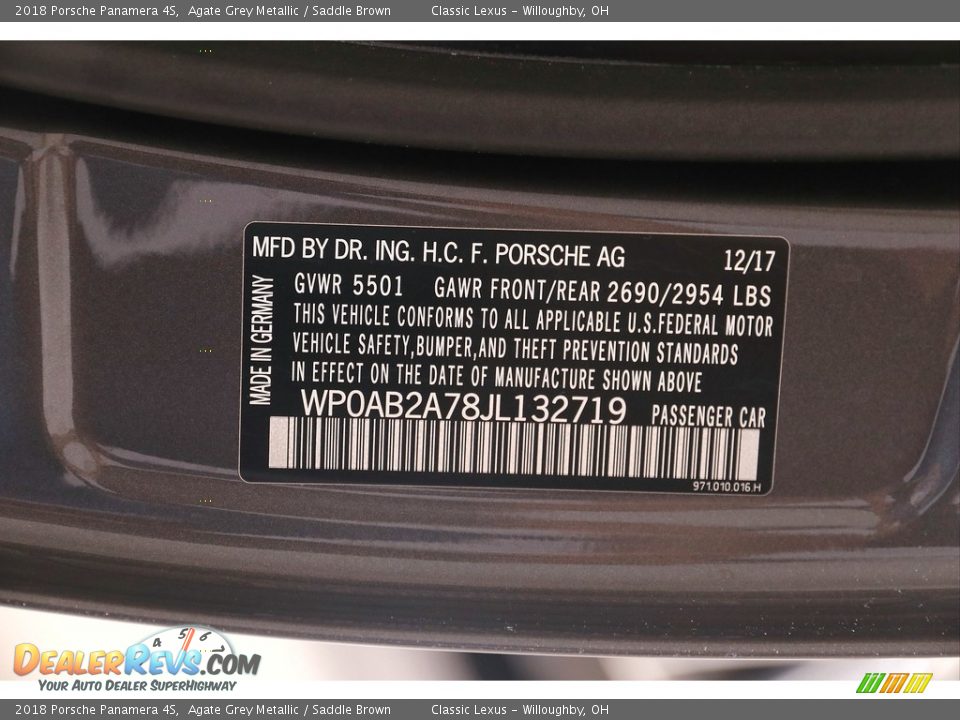 2018 Porsche Panamera 4S,  Agate Grey Metallic / Saddle Brown          Classic Lexus - Willoughby, OH
MFD BY DR. ING. H.C. F. PORSCHE AG 12/17
MADE IN GERMANY
GVWR 5501 GAWR FRONT/REAR 2690/2954 LBS
THIS VEHICLE CONFORMS TO ALL APPLICABLE U.S.FEDERAL MOTOR
VEHICLE SAFETY,BUMPER,AND THEFT PREVENTION STANDARDS
IN EFFECT ON THE DATE OF MANUFACTURE SHOWN ABOVE
WP0AB2A78JL132719 PASSENGER CAR
971.010.016.H
4 5 6
DEALERREVS.COM
YOUR AUTO DEALER SUPERHIGHWAY
2018 Porsche Panamera 4S,  Agate Grey Metallic / Saddle Brown          Classic Lexus - Willoughby, OH